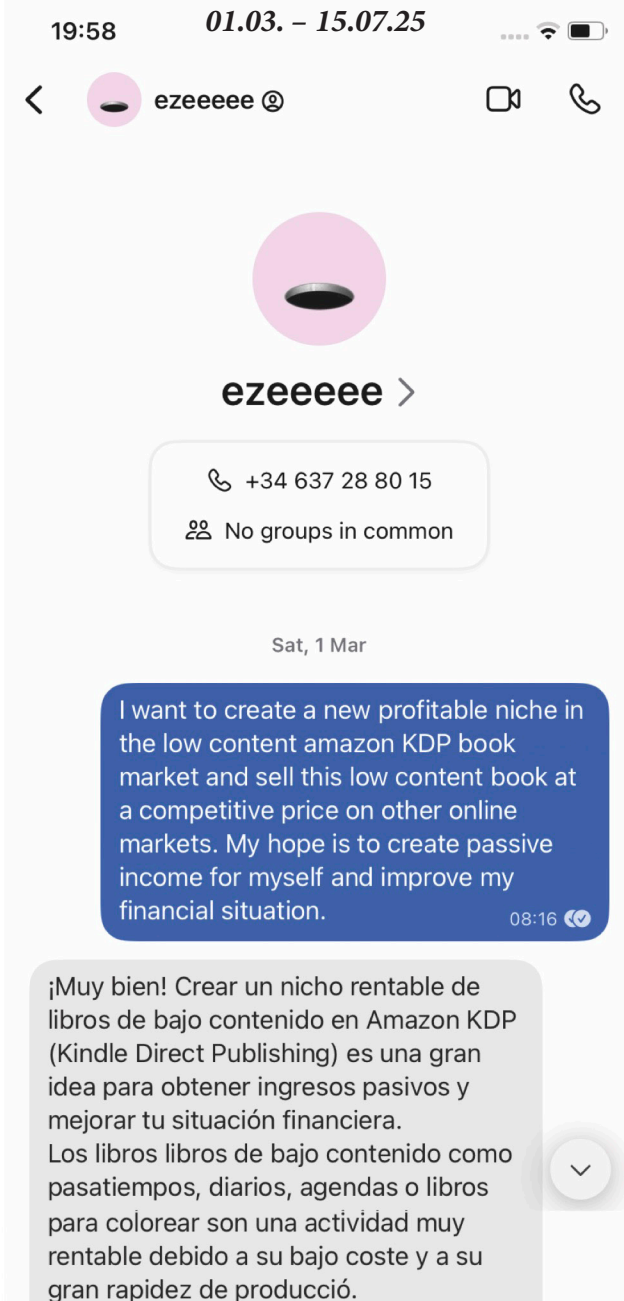 19:58
01.03. – 15.07.25
ezeeeee
ezeeeee
+34 637 28 80 15
No groups in common
Sat, 1 Mar
I want to create a new profitable niche in
the low content amazon KDP book
market and sell this low content book at
a competitive price on other online
markets. My hope is to create passive
income for myself and improve my
financial situation.
08:16
¡Muy bien! Crear un nicho rentable de
libros de bajo contenido en Amazon KDP
(Kindle Direct Publishing) es una gran
idea para obtener ingresos pasivos y
mejorar tu situación financiera.
Los libros libros de bajo contenido como
pasatiempos, diarios, agendas o libros
para colorear son una actividad muy
rentable debido a su bajo coste y a su
gran rapidez de producció.